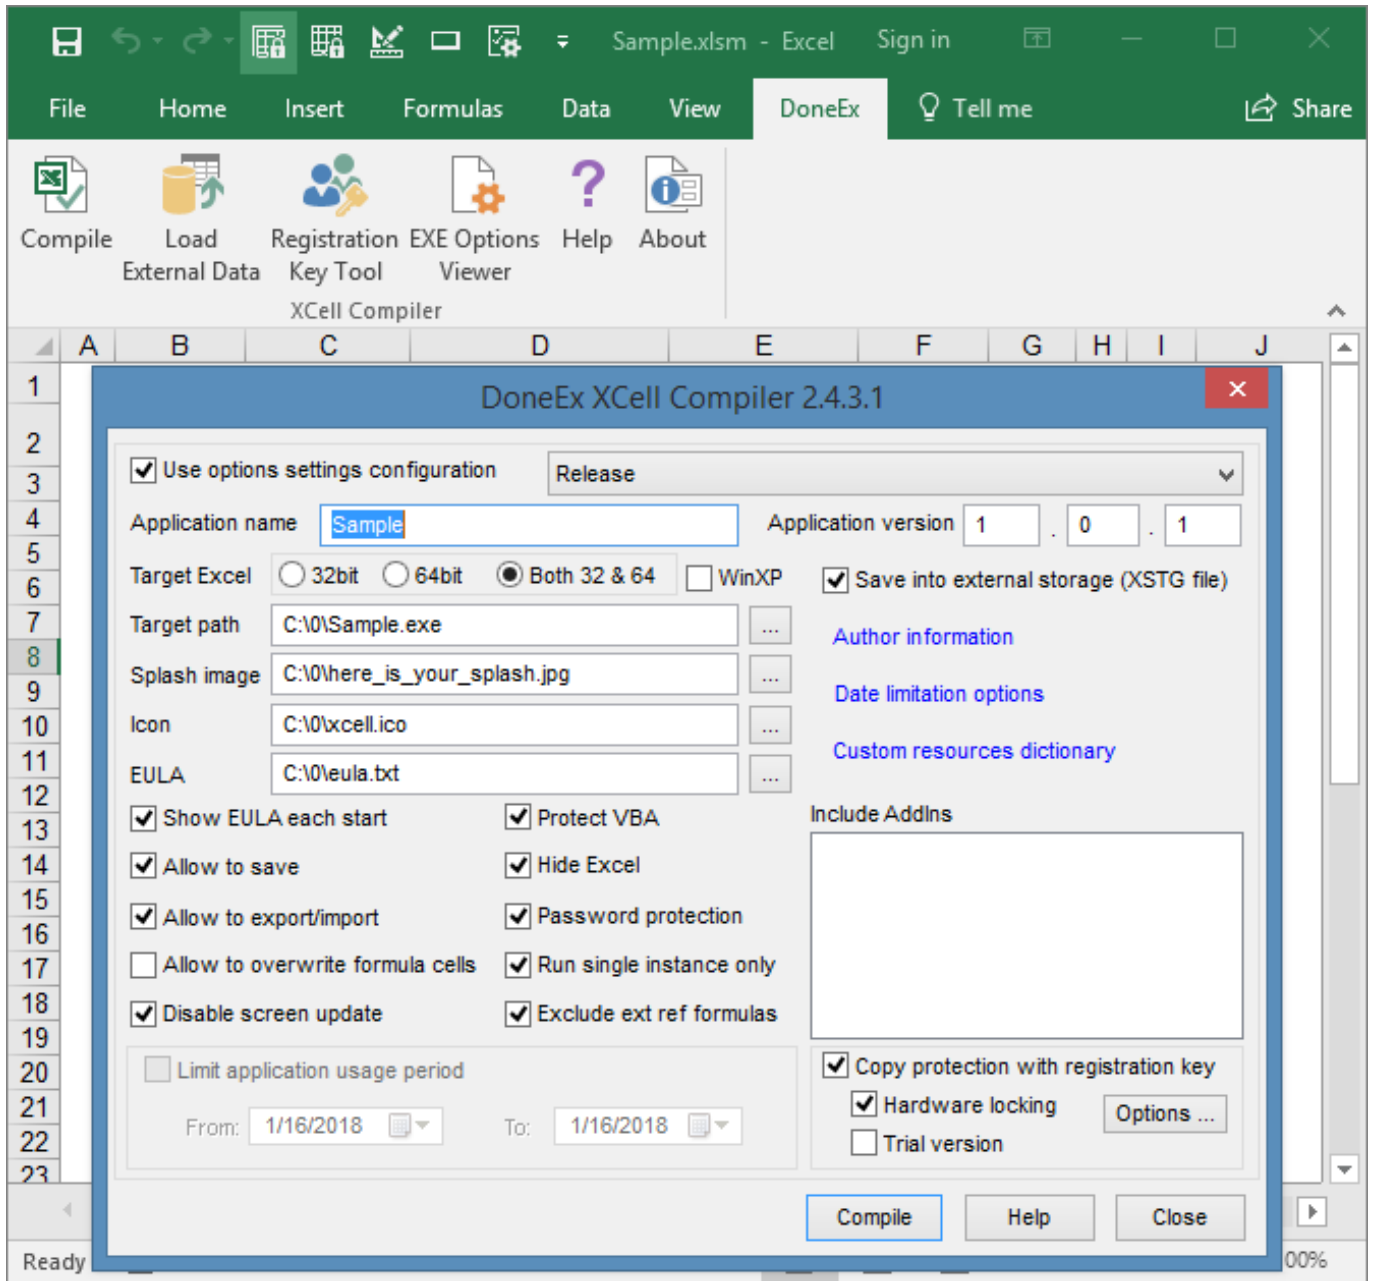 Sample.xlsm - Excel Sign in
File Home Insert Formulas Data View DoneEx Tell me Share
Compile Load External Data Registration Key Tool EXE Options Viewer Help About
XCell Compiler
A B C D E F G H I J
1
2
3
4
5
6
7
8
9
10
11
12
13
14
15
16
17
18
19
20
21
22
23
DoneEx XCell Compiler 2.4.3.1
Use options settings configuration Release
Application name Sample Application version 1 . 0 . 1
Target Excel 32bit 64bit Both 32 & 64 WinXP Save into external storage (XSTG file)
Target path C:\0\Sample.exe ...
Author information
Splash image C:\0\here_is_your_splash.jpg ...
Date limitation options
Icon C:\0\xcell.ico ...
Custom resources dictionary
EULA C:\0\eula.txt ...
Show EULA each start Protect VBA Include AddIns
Allow to save Hide Excel
Allow to export/import Password protection
Allow to overwrite formula cells Run single instance only
Disable screen update Exclude ext ref formulas
Limit application usage period Copy protection with registration key
From: 1/16/2018 To: 1/16/2018 Hardware locking Options ...
Trial version
Compile Help Close
Ready 00%